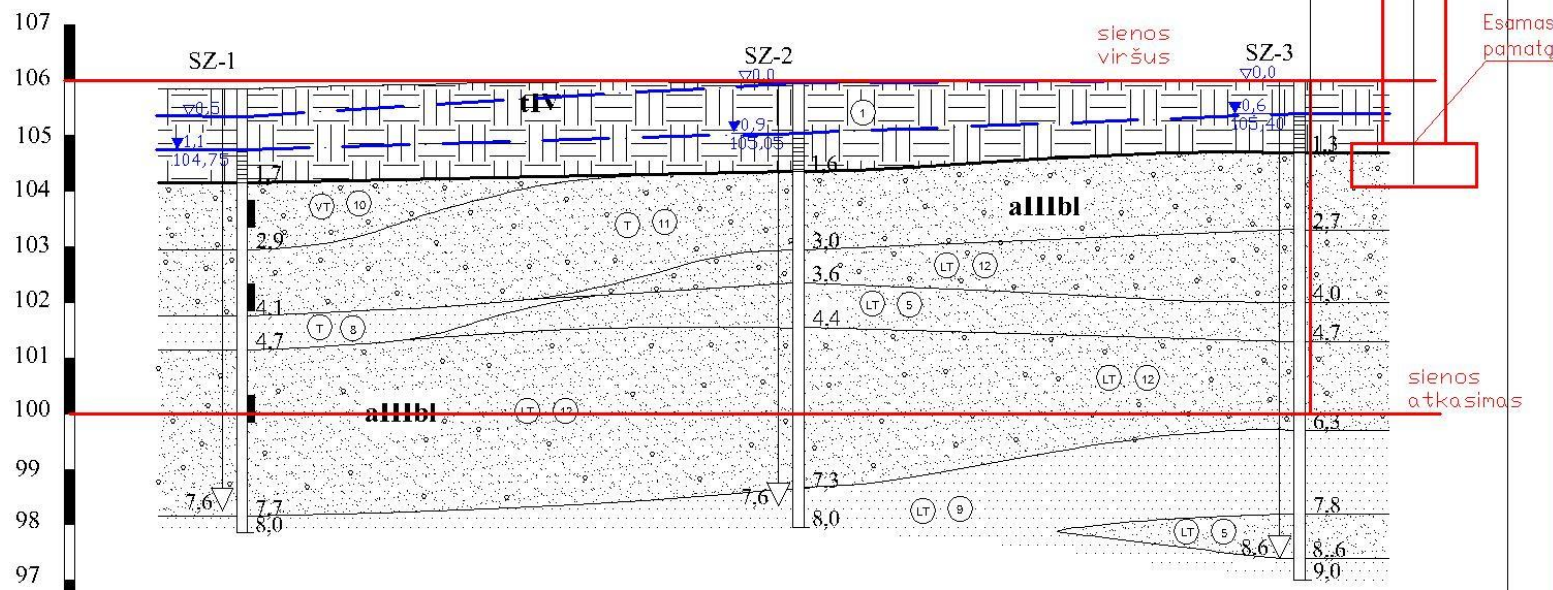 107
106
105
104
103
102
101
100
99
98
97
SZ-1
SZ-2
SZ-3
sienos
viršus
Esamas
pamatą
0,5
1,1
104,75
0,0
0,9
105,05
0,0
0,6
105,40
tIV
1
1,7
1,6
1,3
VT 10
T 11
aIIIbl
2,9
3,0
2,7
LT 12
3,6
4,1
4,0
LT 5
T 8
4,7
4,4
4,7
LT 12
sienos
atkasimas
aIIIbl
LT 12
6,3
7,6
7,7
8,0
7,6
7,3
8,0
LT 9
7,8
LT 5
8,6
8,6
9,0